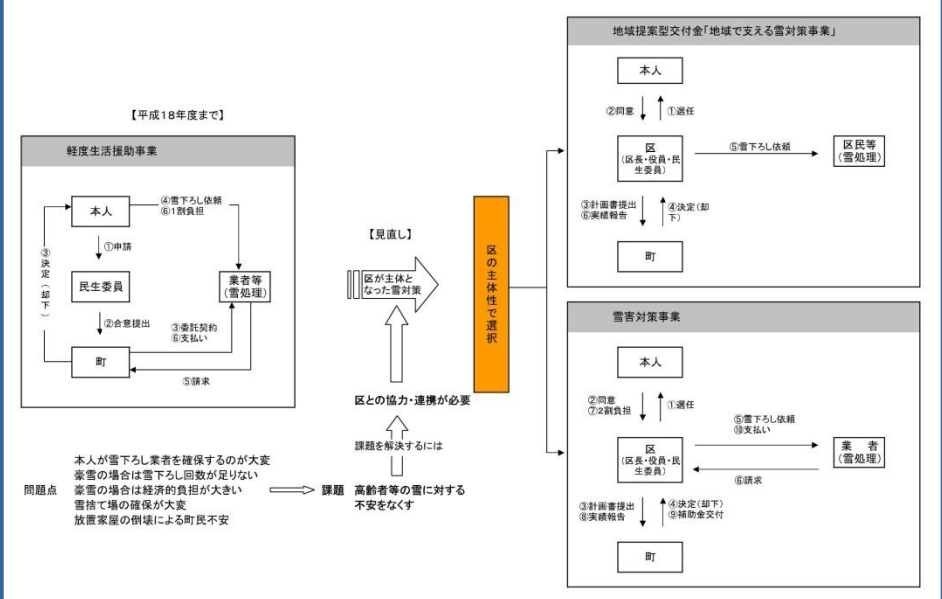 【平成18年度まで】
軽度生活援助事業
本人
④雪下ろし依頼
⑥1割負担
①申請
③決定(却下)
民生委員
業者等
(雪処理)
②合意提出
③委託契約
⑥支払い
町
⑤請求
【見直し】
区が主体と
なった雪対策
区との協力・連携が必要
課題を解決するには
問題点
本人が雪下ろし業者を確保するのが大変
豪雪の場合は雪下ろし回数が足りない
豪雪の場合は経済的負担が大きい
雪捨て場の確保が大変
放置家屋の倒壊による町民不安
課題
高齢者等の雪に対する
不安をなくす
区の主体性で選択
地域提案型交付金「地域で支える雪対策事業」
本人
②同意
①選任
区
(区長・役員・民
生委員)
⑤雪下ろし依頼
区民等
(雪処理)
③計画書提出
⑥実績報告
④決定(却
下)
町
雪害対策事業
本人
②同意
⑦2割負担
①選任
区
(区長・役員・民
生委員)
⑤雪下ろし依頼
⑩支払い
業 者
(雪処理)
⑥請求
③計画書提出
⑧実績報告
④決定(却下)
⑨補助金交付
町